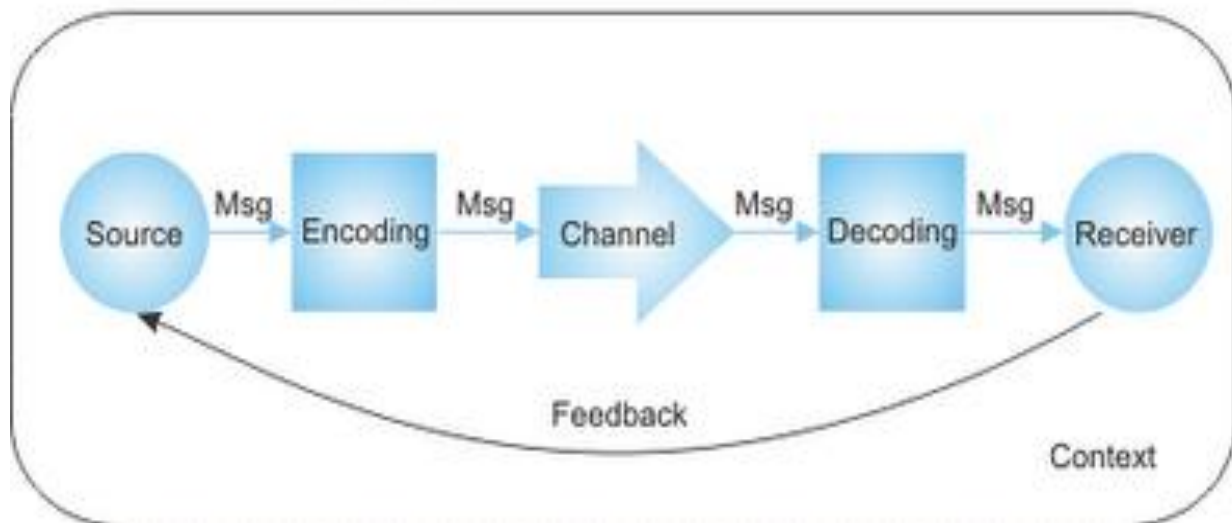 Msg Msg Msg Msg
Source Encoding Channel Decoding Receiver
Feedback
Context